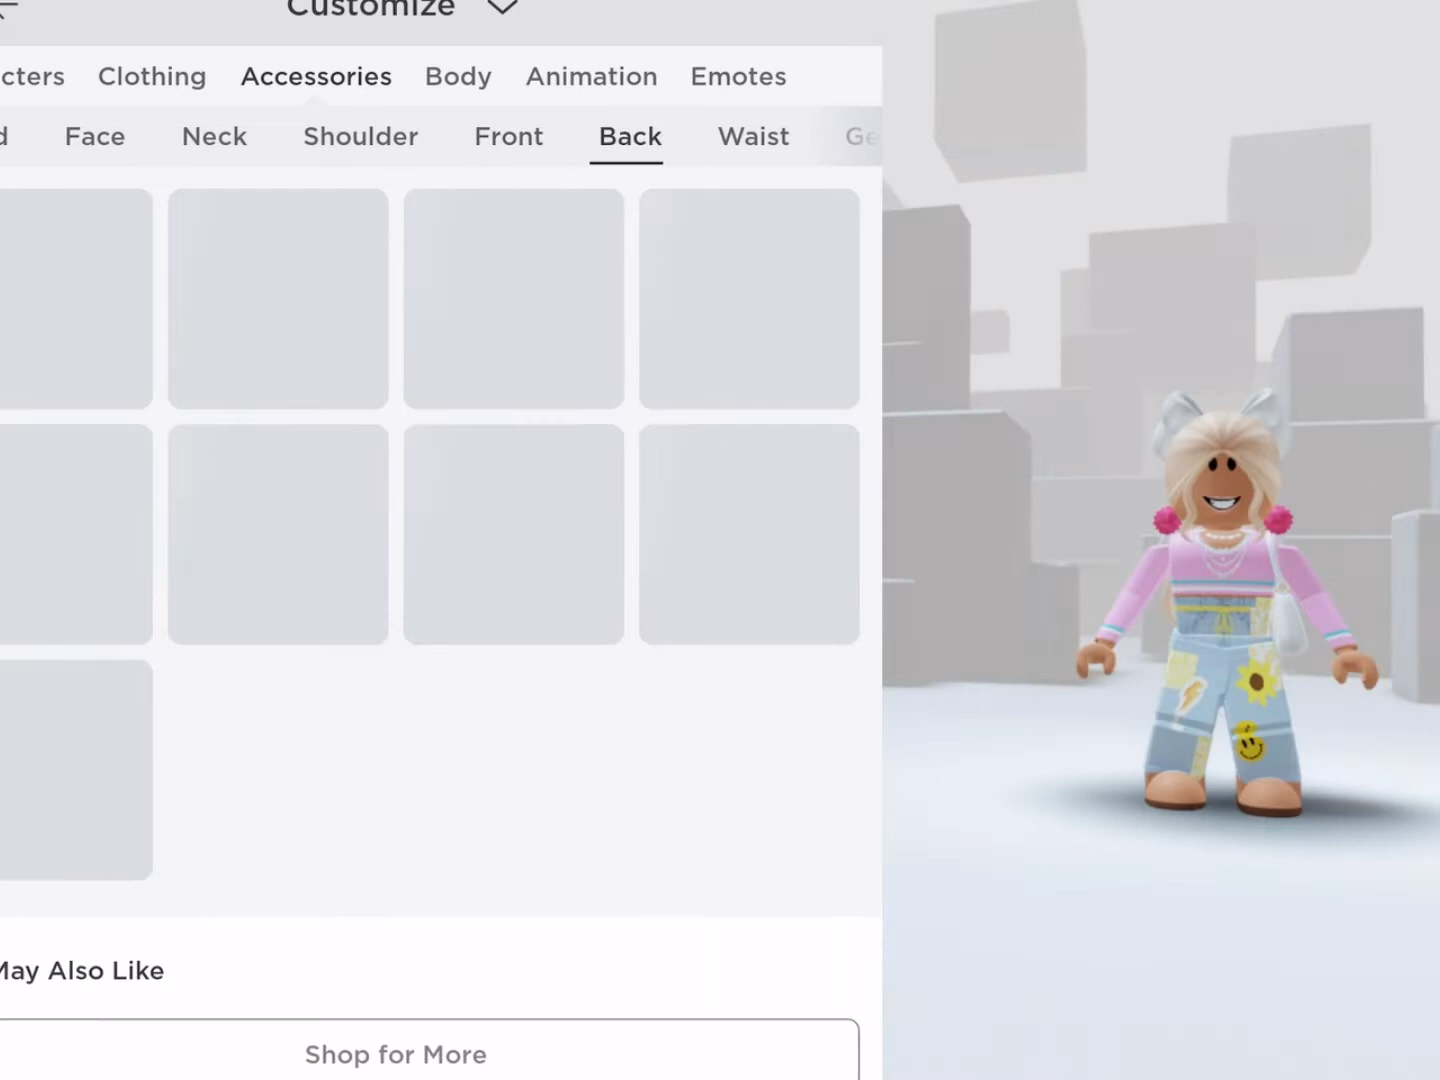 Customize
cters Clothing Accessories Body Animation Emotes
d Face Neck Shoulder Front Back Waist Ge
May Also Like
Shop for More